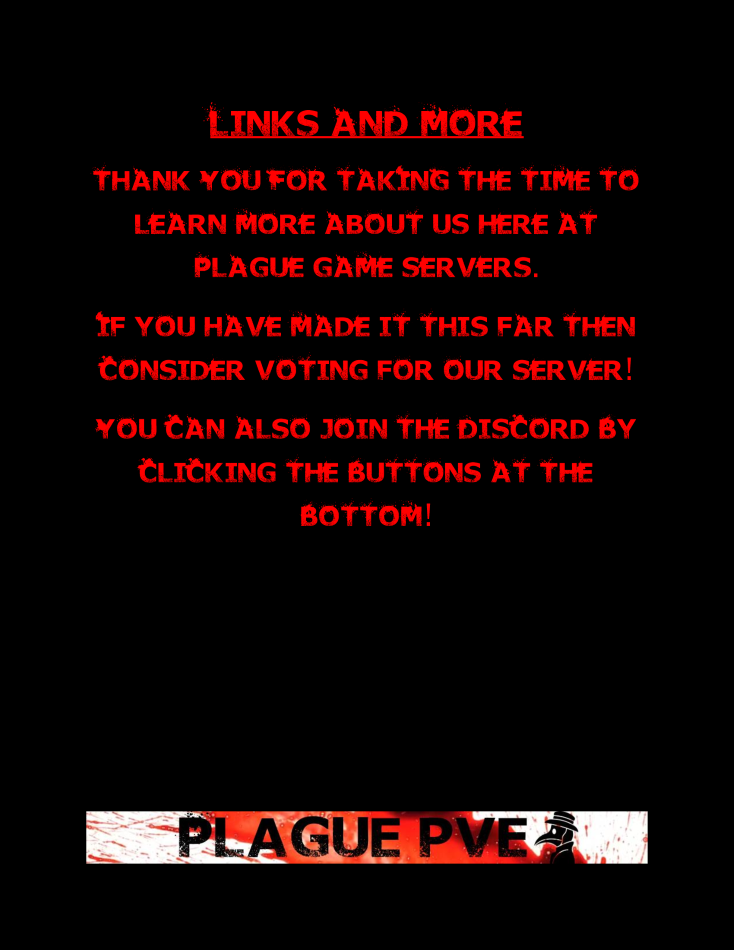 LINKS AND MORE
THANK YOU FOR TAKING THE TIME TO
LEARN MORE ABOUT US HERE AT
PLAGUE GAME SERVERS.
IF YOU HAVE MADE IT THIS FAR THEN
CONSIDER VOTING FOR OUR SERVER!
YOU CAN ALSO JOIN THE DISCORD BY
CLICKING THE BUTTONS AT THE
BOTTOM!
PLAGUE PVE